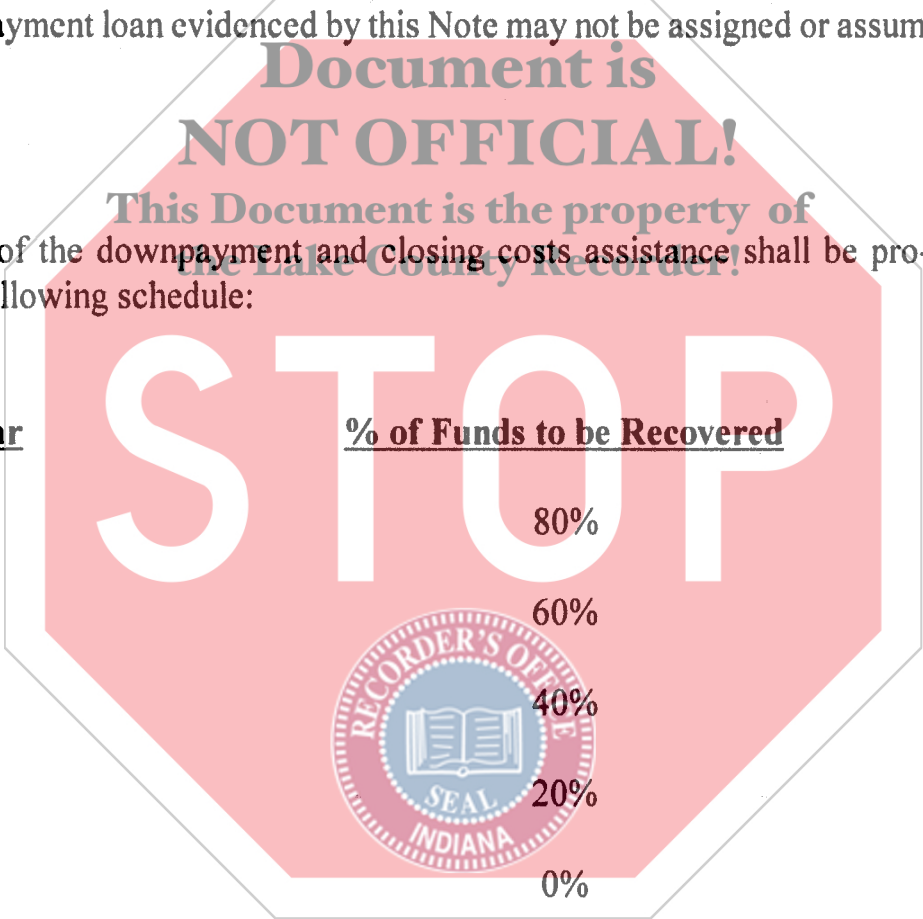 ayment loan evidenced by this Note may not be assigned or assum
Document is
NOT OFFICIAL!
This Document is the property of
the Lake County Recorder!
of the downpayment and closing costs assistance shall be pro-
llowing schedule:
STOP
ar
% of Funds to be Recovered
80%
60%
40%
20%
0%
RECORDER'S OFFICE
SEAL
INDIANA